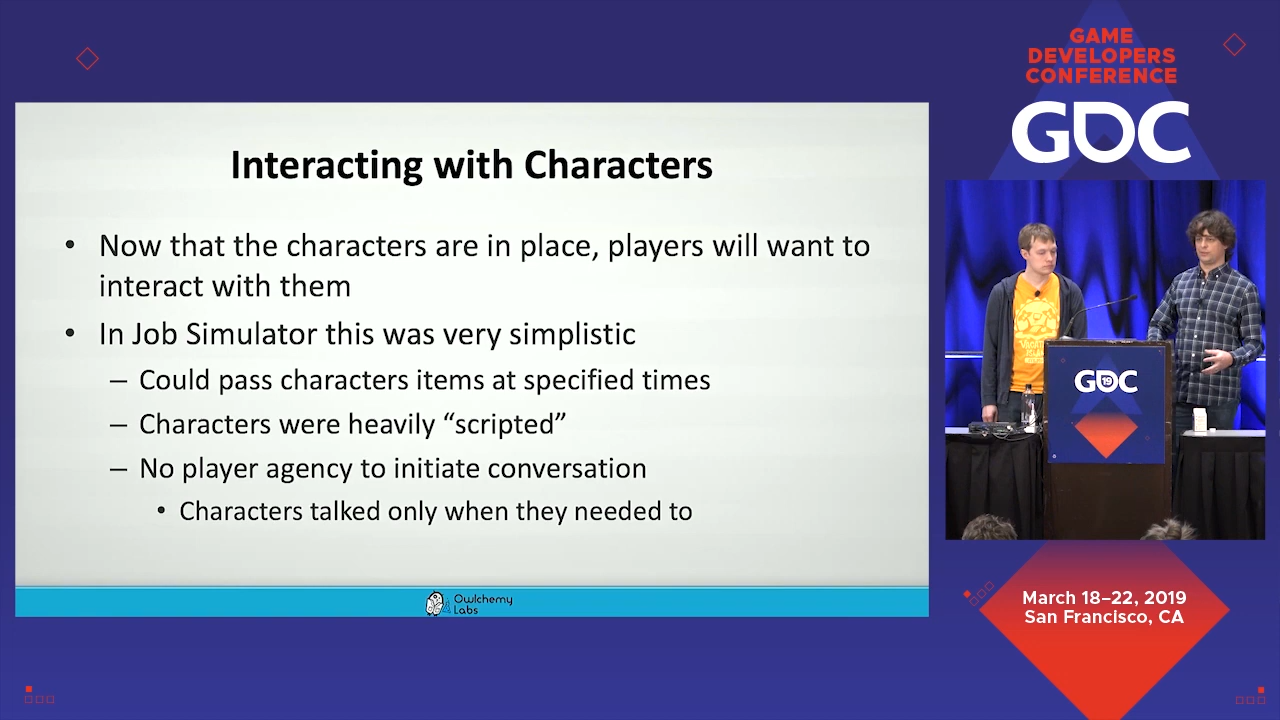 GAME
DEVELOPERS
CONFERENCE
GDC
Interacting with Characters
• Now that the characters are in place, players will want to
interact with them
• In Job Simulator this was very simplistic
– Could pass characters items at specified times
– Characters were heavily “scripted”
– No player agency to initiate conversation
• Characters talked only when they needed to
Owlchemy
Labs
GDC
19
March 18–22, 2019
San Francisco, CA